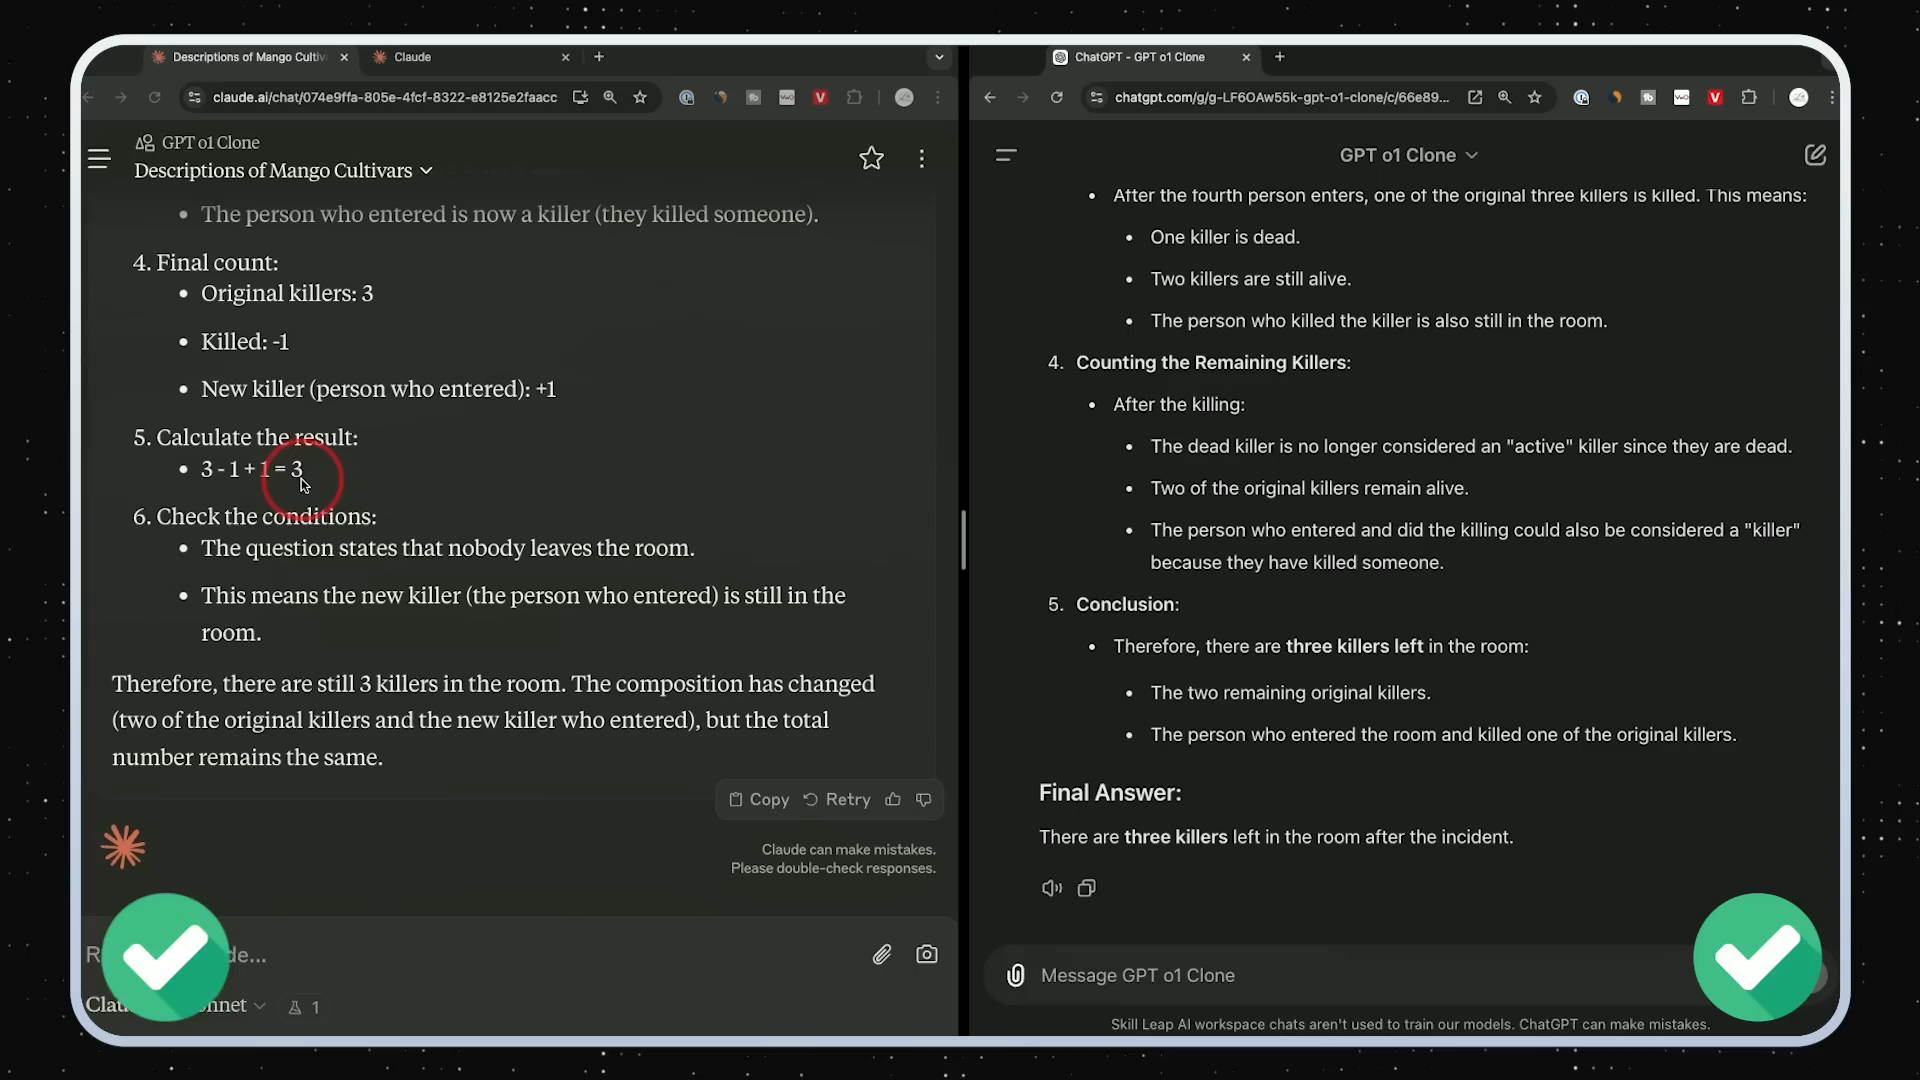 Descriptions of Mango Cultiv
Claude
claude.ai/chat/074e9ffa-805e-4fcf-8322-e8125e2faacc
GPT o1 Clone
Descriptions of Mango Cultivars
• The person who entered is now a killer (they killed someone).
4. Final count:
• Original killers: 3
• Killed: -1
• New killer (person who entered): +1
5. Calculate the result:
• 3 - 1 + 1 = 3
6. Check the conditions:
• The question states that nobody leaves the room.
• This means the new killer (the person who entered) is still in the
room.
Therefore, there are still 3 killers in the room. The composition has changed
(two of the original killers and the new killer who entered), but the total
number remains the same.
Copy Retry
Claude can make mistakes.
Please double-check responses.
1
ChatGPT - GPT o1 Clone
chatgpt.com/g/g-LF6OAw55k-gpt-o1-clone/c/66e89...
GPT o1 Clone
• After the fourth person enters, one of the original three killers is killed. This means:
• One killer is dead.
• Two killers are still alive.
• The person who killed the killer is also still in the room.
4. Counting the Remaining Killers:
• After the killing:
• The dead killer is no longer considered an "active" killer since they are dead.
• Two of the original killers remain alive.
• The person who entered and did the killing could also be considered a "killer"
because they have killed someone.
5. Conclusion:
• Therefore, there are three killers left in the room:
• The two remaining original killers.
• The person who entered the room and killed one of the original killers.
Final Answer:
There are three killers left in the room after the incident.
Message GPT o1 Clone
Skill Leap AI workspace chats aren't used to train our models. ChatGPT can make mistakes.